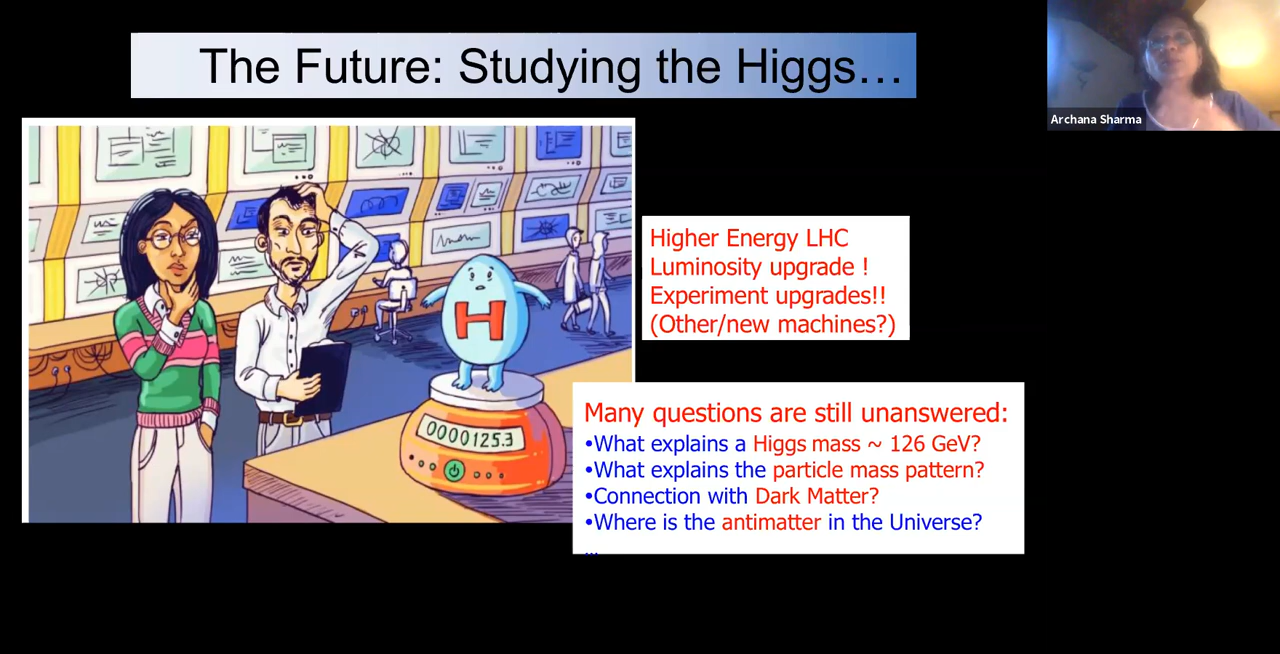 The Future: Studying the Higgs...
Archana Sharma
Higher Energy LHC
Luminosity upgrade !
Experiment upgrades!!
(Other/new machines?)
H
0000125.3
Many questions are still unanswered:
•What explains a Higgs mass ~ 126 GeV?
•What explains the particle mass pattern?
•Connection with Dark Matter?
•Where is the antimatter in the Universe?
...